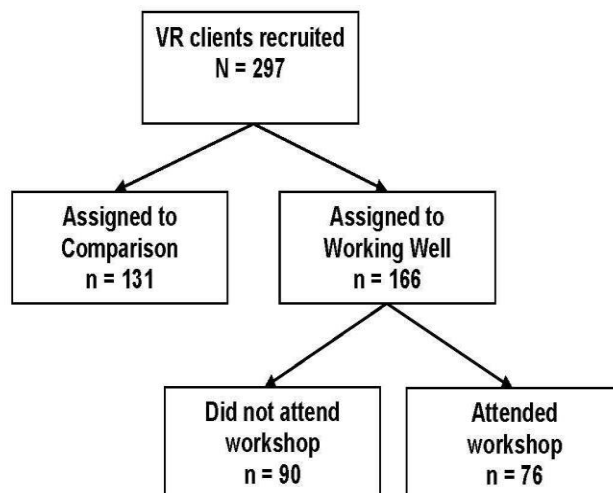 VR clients recruited
N = 297
Assigned to
Comparison
n = 131
Assigned to
Working Well
n = 166
Did not attend
workshop
n = 90
Attended
workshop
n = 76